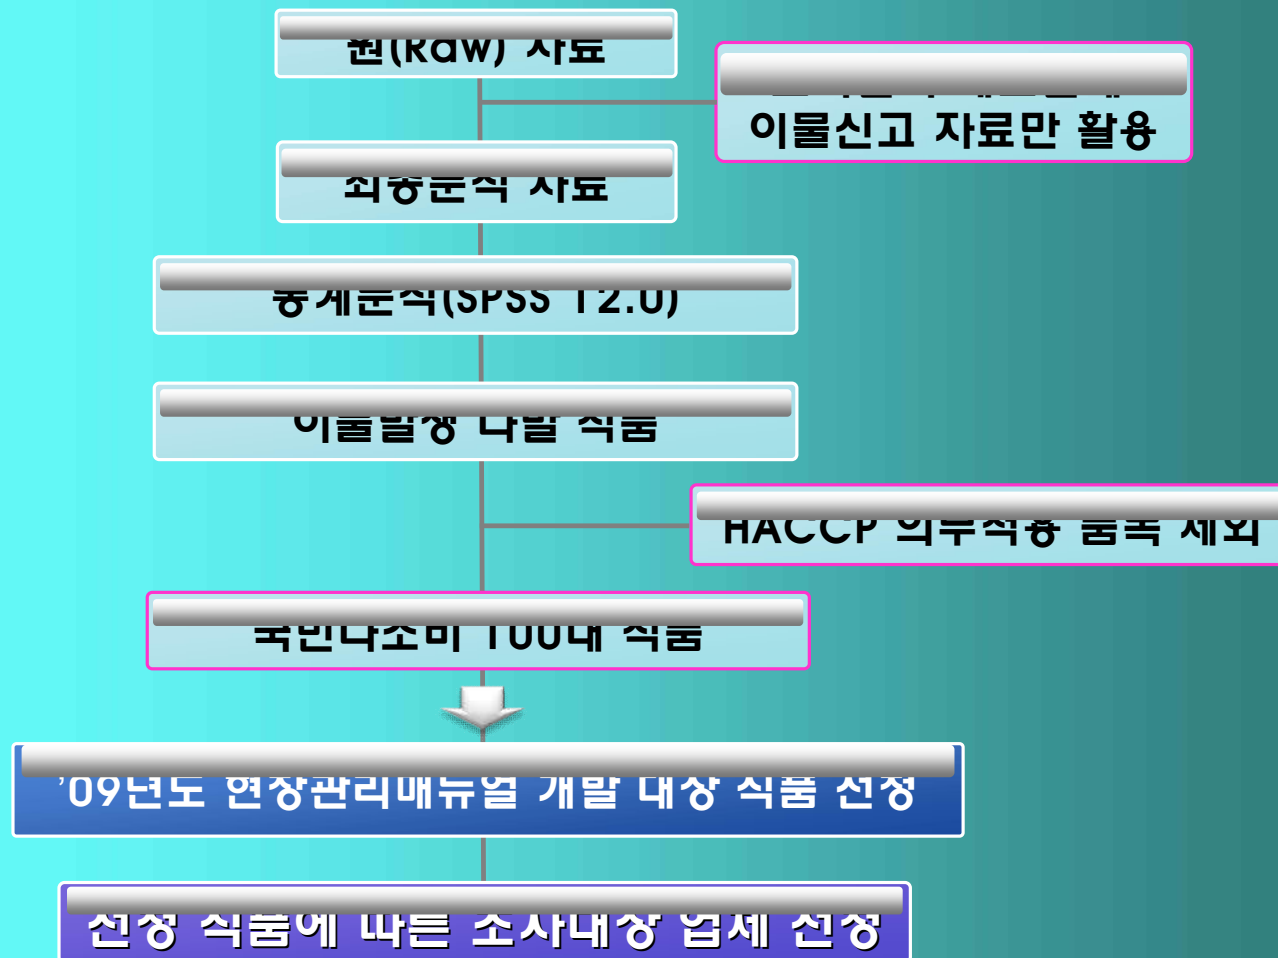 원(Raw) 자료
이물신고 자료만 활용
최종분석 자료
통계분석(SPSS 12.0)
이물발생 다발 식품
HACCP 의무적용 품목 제외
국민다소비 100대 식품
'09년도 현장관리매뉴얼 개발 대상 식품 선정
선정 식품에 따른 조사대상 업체 선정